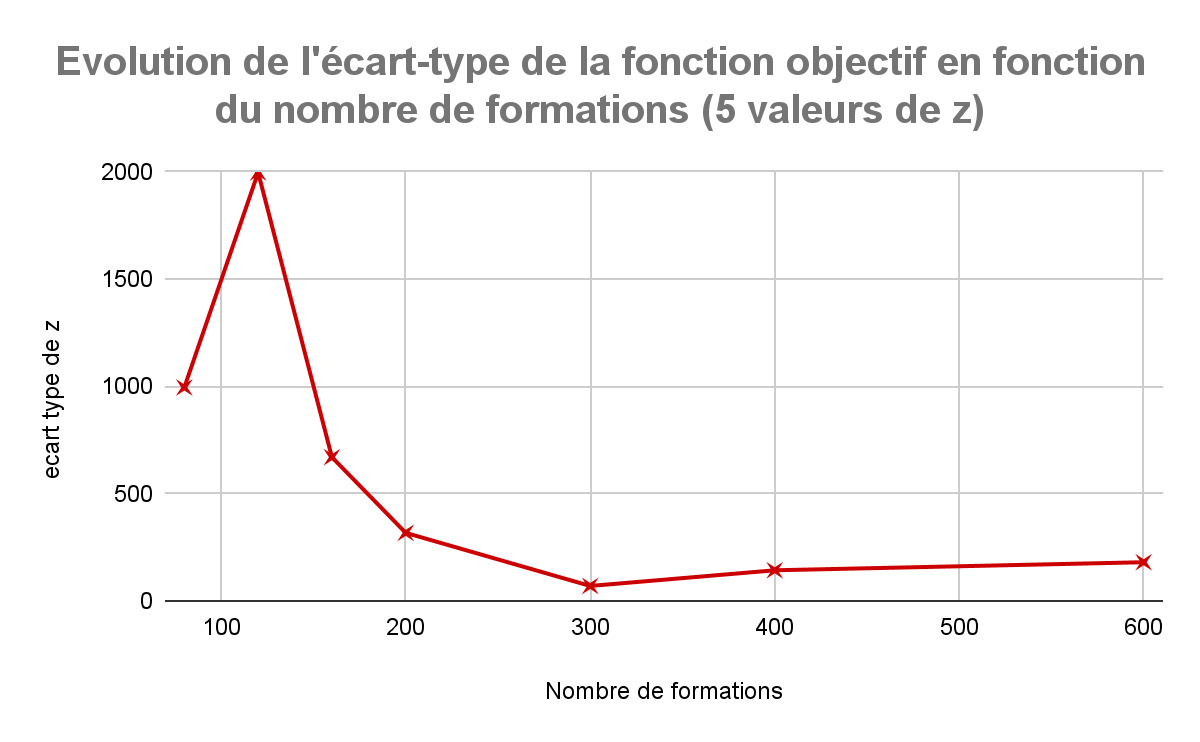 Evolution de l'écart-type de la fonction objectif en fonction
du nombre de formations (5 valeurs de z)
2000
1500
1000
500
0
ecart type de z
100 200 300 400 500 600
Nombre de formations